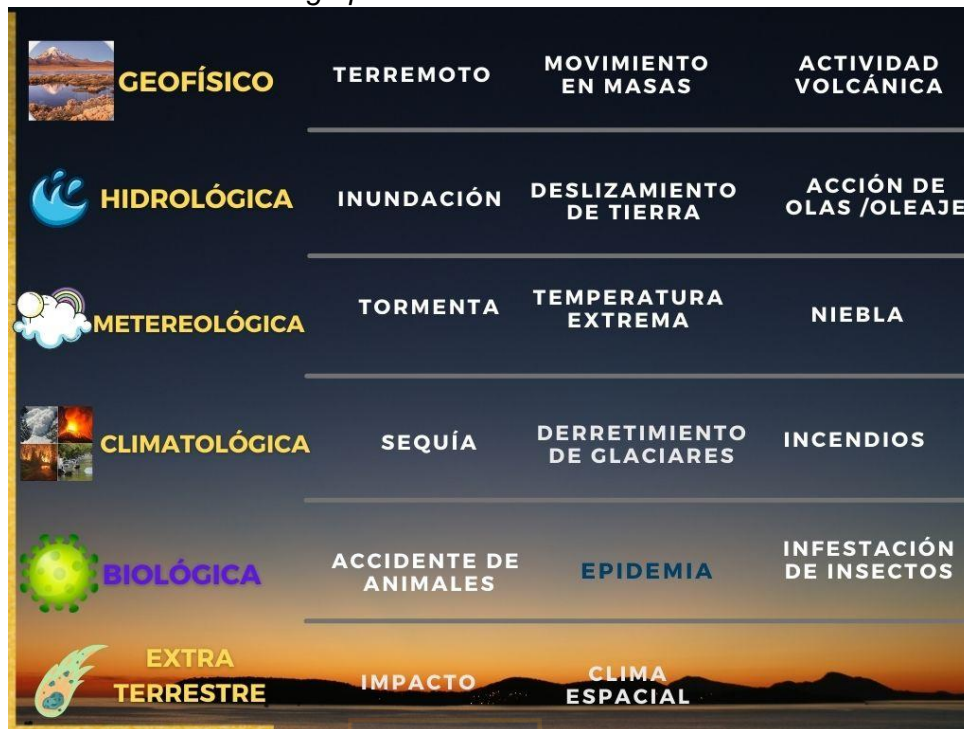 GEOFÍSICO
TERREMOTO
MOVIMIENTO
EN MASAS
ACTIVIDAD
VOLCÁNICA
HIDROLÓGICA
INUNDACIÓN
DESLIZAMIENTO
DE TIERRA
ACCIÓN DE
OLAS /OLEAJE
METEREOLÓGICA
TORMENTA
TEMPERATURA
EXTREMA
NIEBLA
CLIMATOLÓGICA
SEQUÍA
DERRETIMIENTO
DE GLACIARES
INCENDIOS
BIOLÓGICA
ACCIDENTE DE
ANIMALES
EPIDEMIA
INFESTACIÓN
DE INSECTOS
EXTRA
TERRESTRE
IMPACTO
CLIMA
ESPACIAL